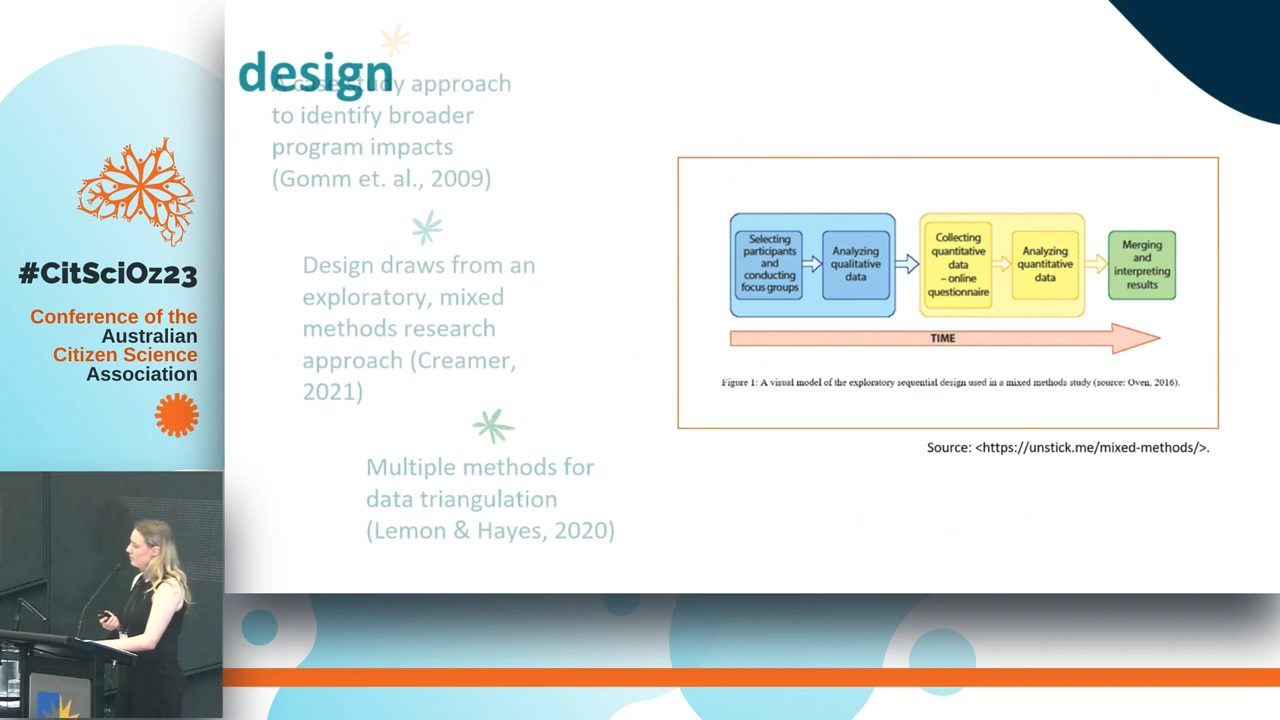 #CitSciOz23
Conference of the
Australian
Citizen Science
Association
design
A case study approach
to identify broader
program impacts
(Gomm et. al., 2009)
Design draws from an
exploratory, mixed
methods research
approach (Creamer,
2021)
Multiple methods for
data triangulation
(Lemon & Hayes, 2020)
Selecting
participants
and
conducting
focus groups
Analyzing
qualitative
data
Collecting
quantitative
data
– online
questionnaire
Analyzing
quantitative
data
Merging
and
interpreting
results
TIME
Figure 1: A visual model of the exploratory sequential design used in a mixed methods study (source: Oven, 2016).
Source: <https://unstick.me/mixed-methods/>.